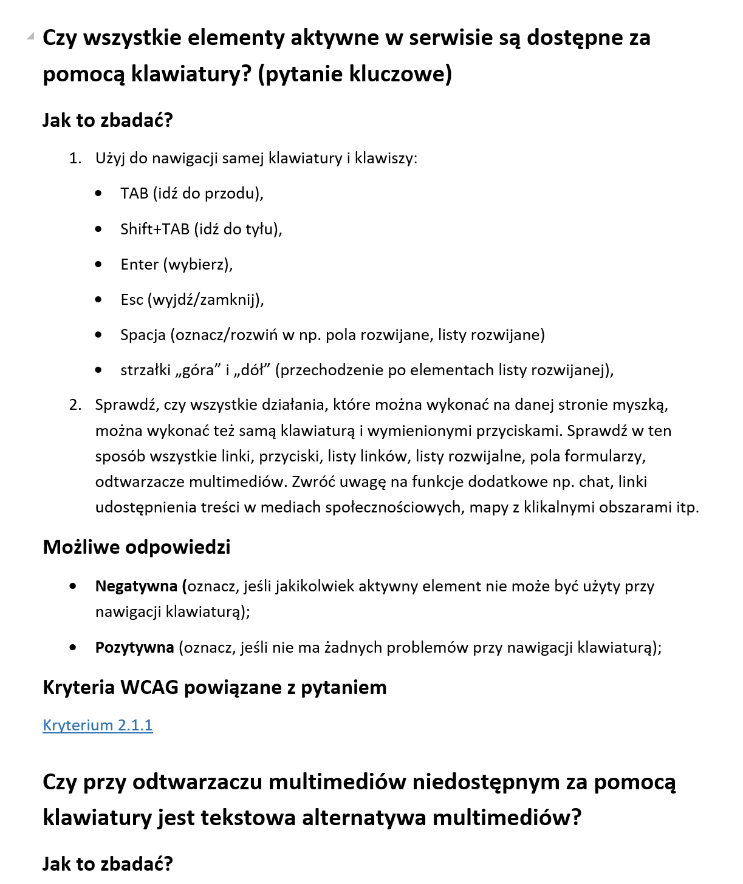 Czy wszystkie elementy aktywne w serwisie są dostępne za
pomocą klawiatury? (pytanie kluczowe)
Jak to zbadać?
1. Użyj do nawigacji samej klawiatury i klawiszy:
• TAB (idź do przodu),
• Shift+TAB (idź do tyłu),
• Enter (wybierz),
• Esc (wyjdź/zamknij),
• Spacja (oznacz/rozwiń w np. pola rozwijane, listy rozwijane)
• strzałki „góra” i „dół” (przechodzenie po elementach listy rozwijanej),
2. Sprawdź, czy wszystkie działania, które można wykonać na danej stronie myszką,
można wykonać też samą klawiaturą i wymienionymi przyciskami. Sprawdź w ten
sposób wszystkie linki, przyciski, listy linków, listy rozwijalne, pola formularzy,
odtwarzacze multimediów. Zwróć uwagę na funkcje dodatkowe np. chat, linki
udostępnienia treści w mediach społecznościowych, mapy z klikalnymi obszarami itp.
Możliwe odpowiedzi
• Negatywna (oznacz, jeśli jakikolwiek aktywny element nie może być użyty przy
nawigacji klawiaturą);
• Pozytywna (oznacz, jeśli nie ma żadnych problemów przy nawigacji klawiaturą);
Kryteria WCAG powiązane z pytaniem
Kryterium 2.1.1
Czy przy odtwarzaczu multimediów niedostępnym za pomocą
klawiatury jest tekstowa alternatywa multimediów?
Jak to zbadać?